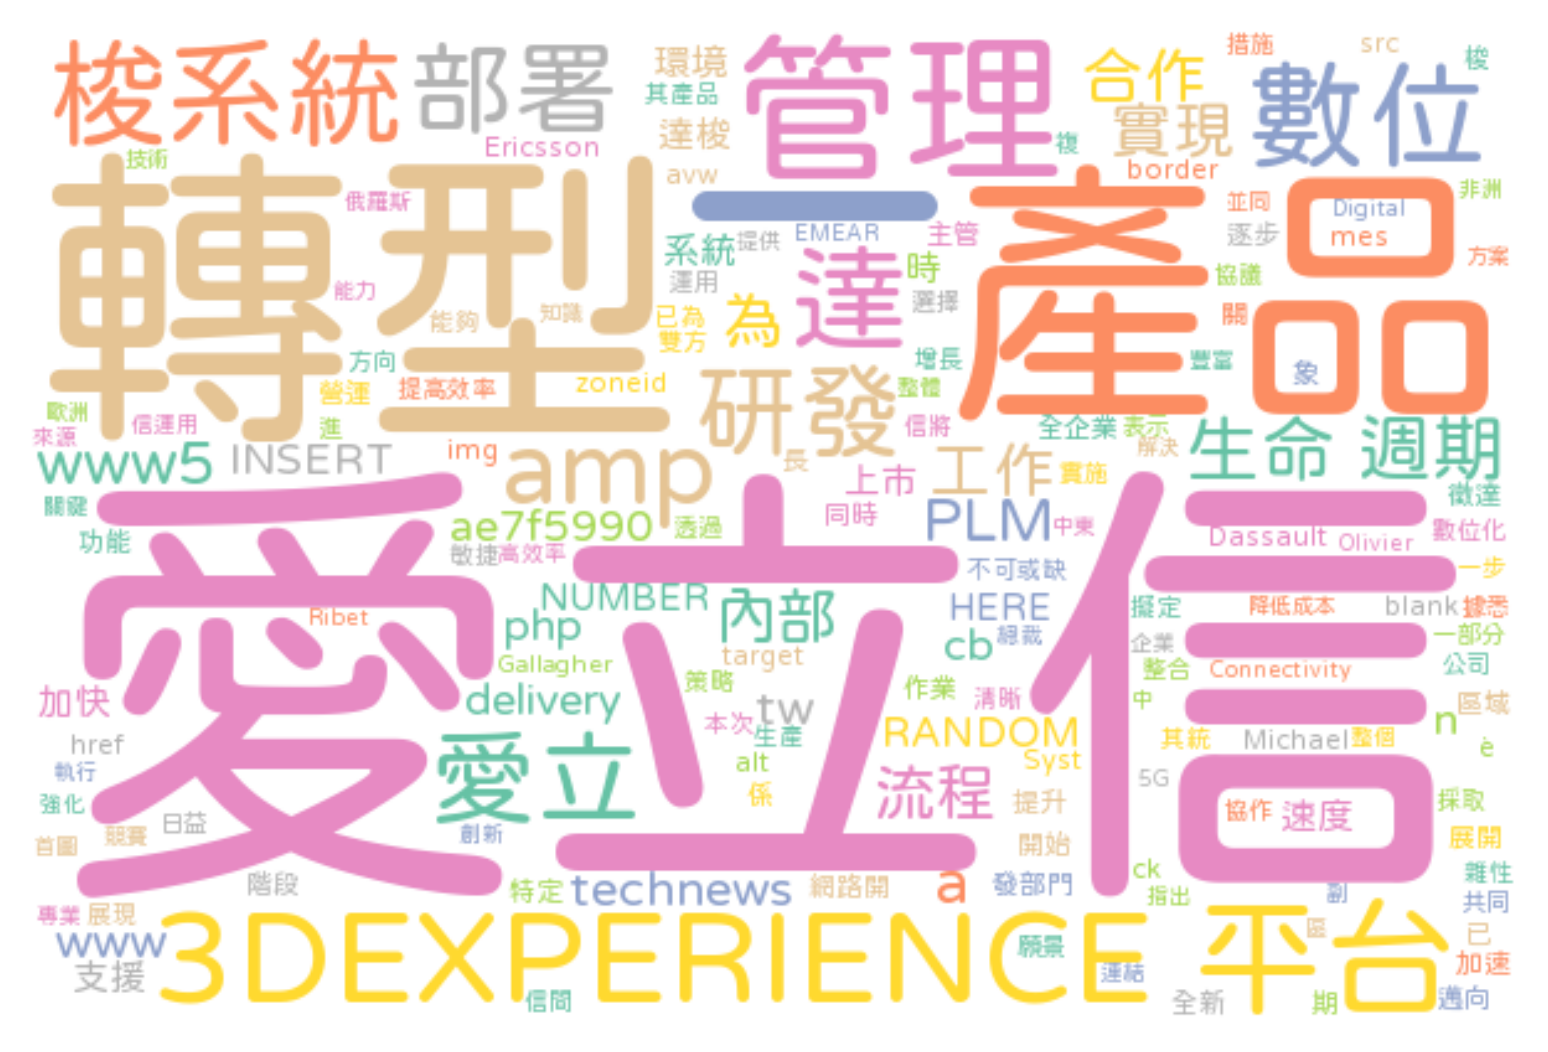 梭系統 部署 環境 管理 合作 措施 src 梭
其產品 數位
達梭 實現
技術 Ericsson avw 複 border
俄羅斯 一 並同 Digital 非洲
轉型 EMEAR 主管 產品 逐步 mes
系統 提供 達 時 協議 方案
能力 運用 選擇
能夠 知識 已為 為 關
方向 雙方 增長 豐富 象
營運 提高效率 zoneid 研發 整體
歐洲 信運用 進 信將 全企業 表示
來源 img 長 解決 生命 週期
www5 INSERT amp 上市 工作 實施
關鍵 同時 PLM 中東 徵達
ae7f5990 透過 Dassault Olivier 數位化
功能 敏捷 高效率 不可或缺 一步
愛立信
NUMBER 內部 HERE 擬定 降低成本 blank 據悉
Ribet php cb 總裁 企業 一部分
Gallagher target 整合 Connectivity 公司
加快 delivery 策略 tw 作業 清晰 中 區域
href 本次 生產 RANDOM 其統 Michael 整個 n
執行 愛立 alt Syst 5G è
強化 係 流程 提升 協作 速度 採取
首圖 競賽 日益 創新 開始 展開
階段 特定 technews 網路開 a 發部門 ck 雜性
專業 展現 指出 副 共同
www 3DEXPERIENCE 平台 願景 區 已
支援 連結 加速
信間 全新 期 邁向